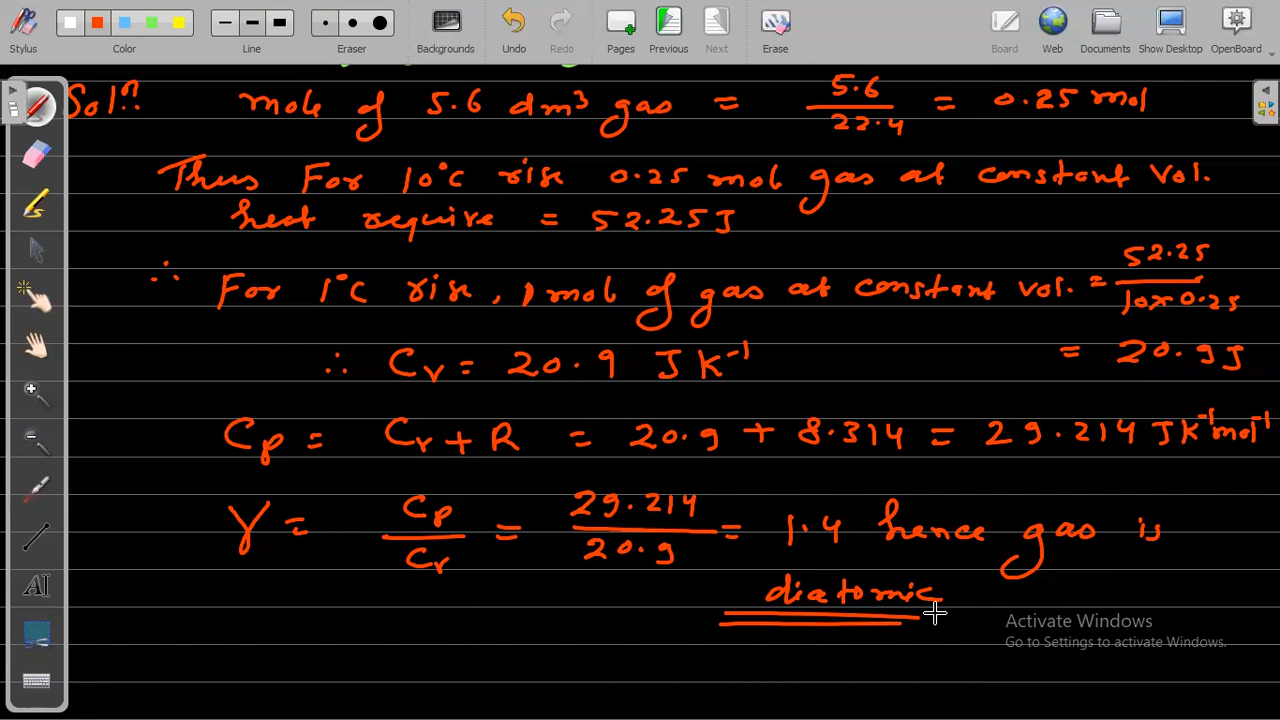 Stylus Color Line Eraser Backgrounds Undo Redo Pages Previous Next Erase Board Web Documents Show Desktop OpenBoard
Solⁿ: mole of 5.6 dm³ gas = 5.6/22.4 = 0.25 mol
Thus For 10°C rise 0.25 mol gas at constant vol.
heat require = 52.25J
∴ For 1°C rise, 1 mol of gas at constant vol. = 52.25/10×0.25
= 20.9J
∴ Cv = 20.9 J K⁻¹
Cp = Cv + R = 20.9 + 8.314 = 29.214 JK⁻¹mol⁻¹
γ = Cp/Cv = 29.214/20.9 = 1.4 hence gas is
diatomic
AI
Activate Windows
Go to Settings to activate Windows.